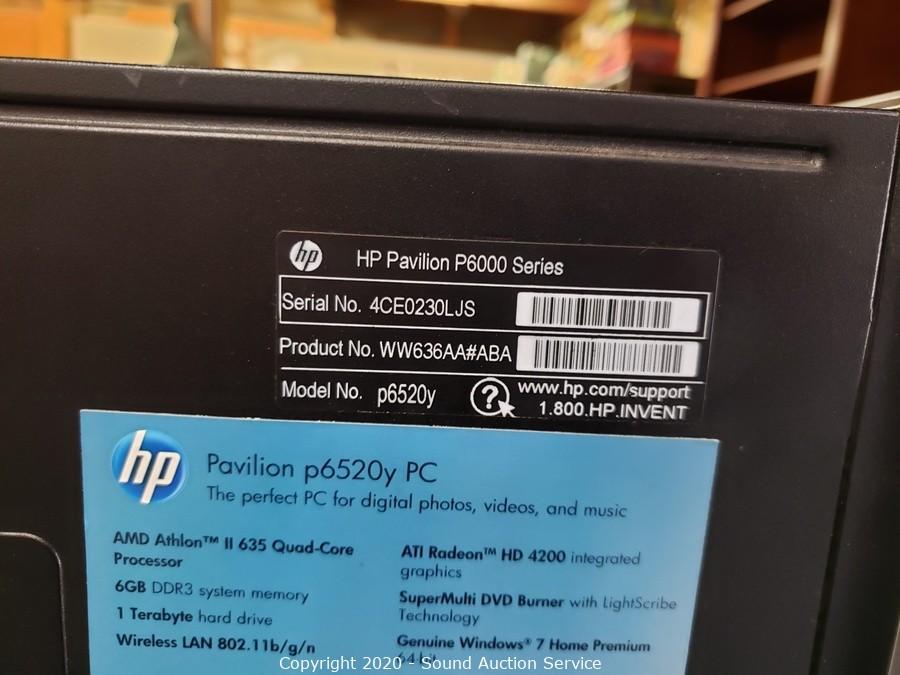 hp HP Pavilion P6000 Series
Serial No. 4CE0230LJS
Product No. WW636AA#ABA
Model No. p6520y
? www.hp.com/support
1.800.HP.INVENT
hp
Pavilion p6520y PC
The perfect PC for digital photos, videos, and music
AMD Athlon™ II 635 Quad-Core
Processor
6GB DDR3 system memory
1 Terabyte hard drive
Wireless LAN 802.11b/g/n
ATI Radeon™ HD 4200 integrated
graphics
SuperMulti DVD Burner with LightScribe
Technology
Genuine Windows® 7 Home Premium
64-bit
Copyright 2020 - Sound Auction Service